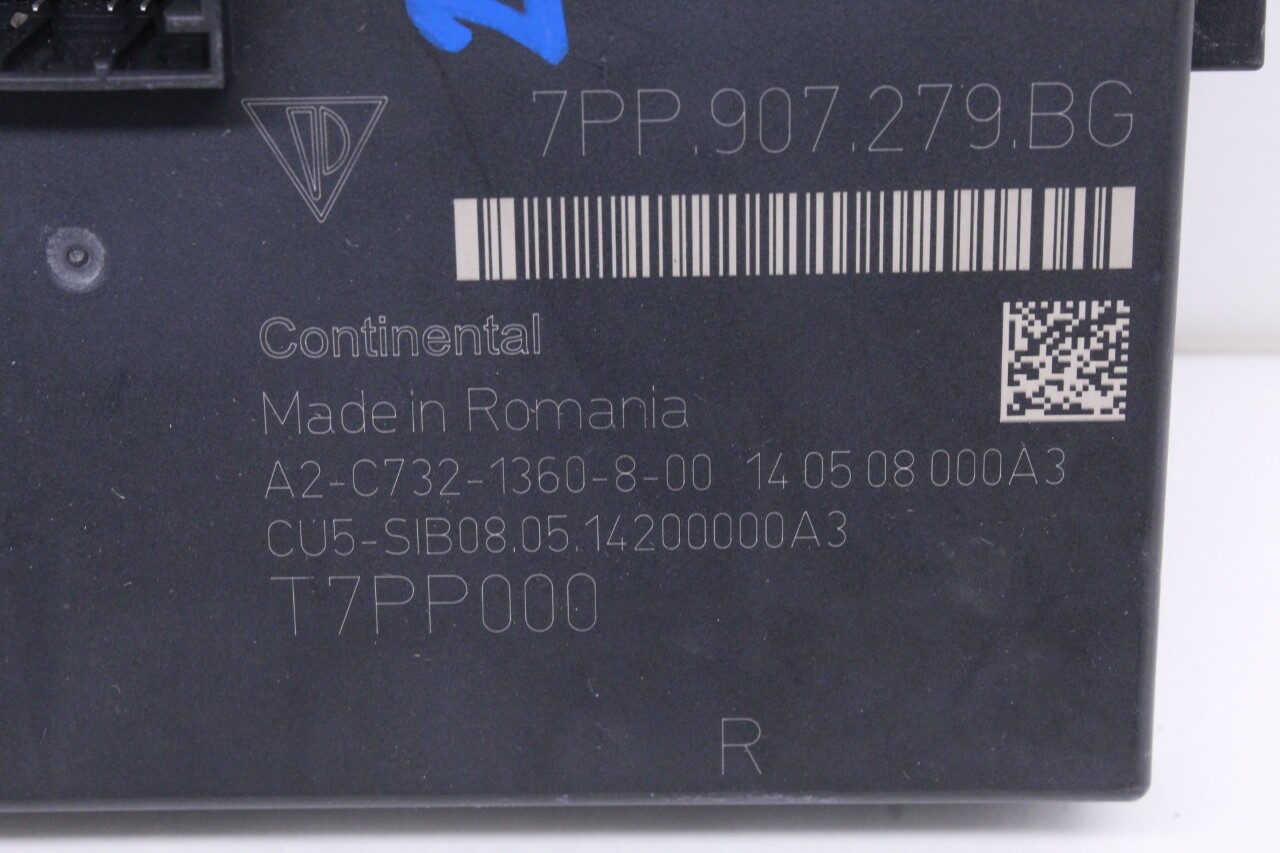 7PP.907.279.BG
Continental
Made in Romania
A2-C732-1360-8-00 14 05 08 000A3
CU5-SIB08.05.14200000A3
T7PP000
R